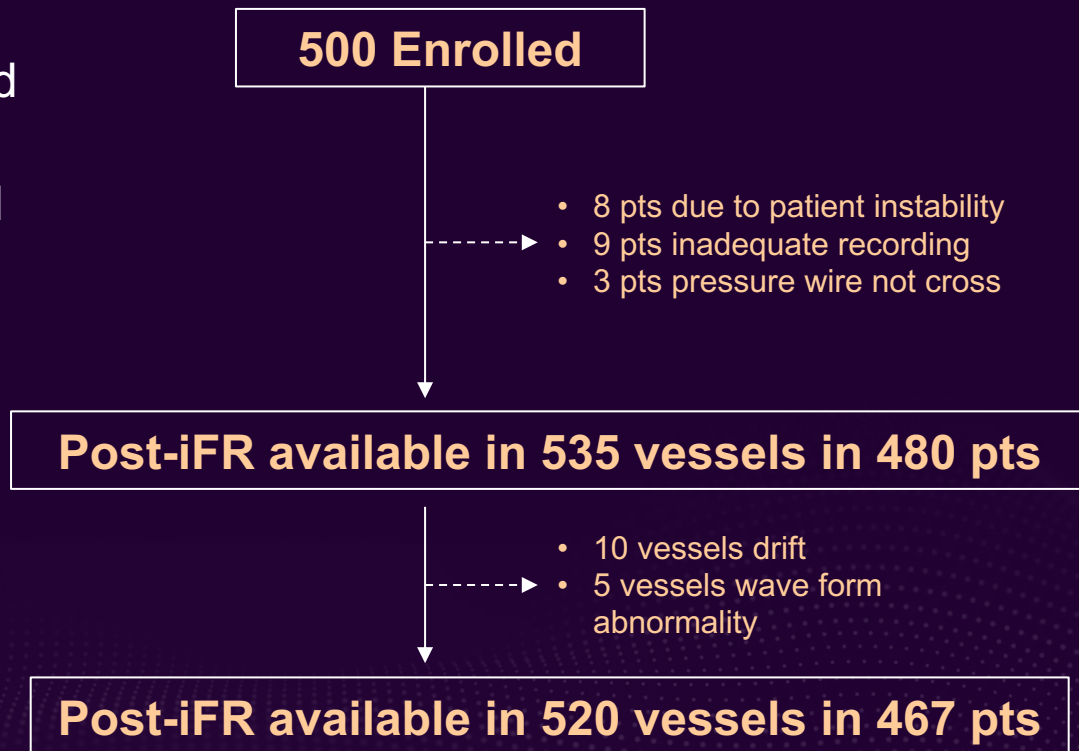 500 Enrolled
• 8 pts due to patient instability
• 9 pts inadequate recording
• 3 pts pressure wire not cross
Post-iFR available in 535 vessels in 480 pts
• 10 vessels drift
• 5 vessels wave form
abnormality
Post-iFR available in 520 vessels in 467 pts